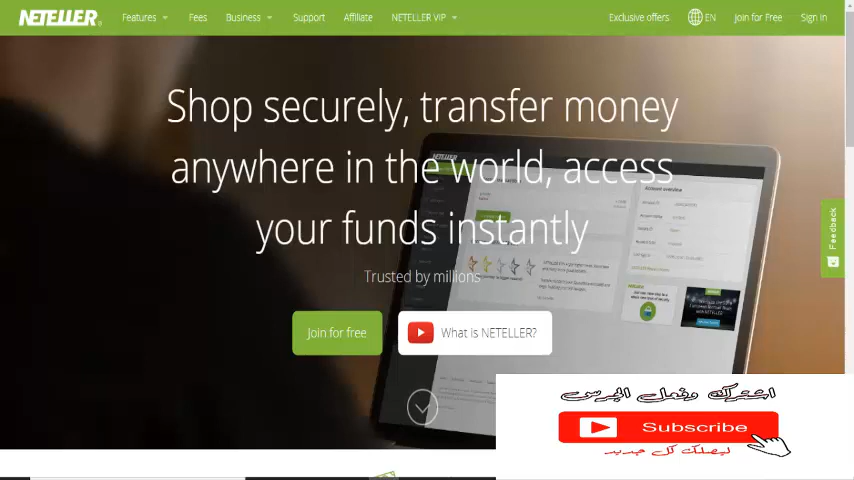 NETELLER
Features
Fees
Business
Support
Affiliate
NETELLER VIP
Exclusive offers
EN
Join for Free
Sign in
Shop securely, transfer money
anywhere in the world, access
your funds instantly
Trusted by millions
Join for free
What is NETELLER?
Feedback
اشترك وفعل الجرس
Subscribe
ليصلك كل جديد